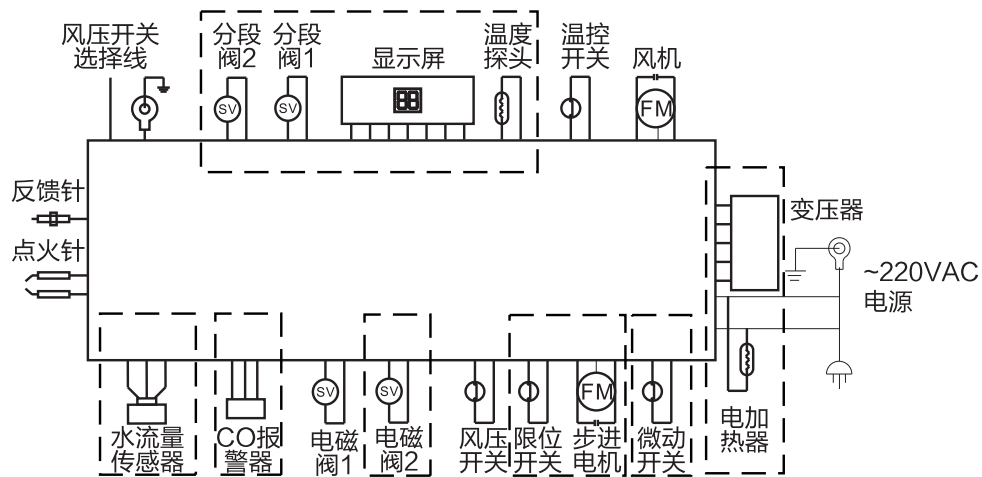 风压开关
选择线
分段
阀2
SV
分段
阀1
SV
显示屏
88
温度
探头
温控
开关
风机
FM
反馈针
点火针
变压器
~220VAC
电源
电加
热器
水流量
传感器
CO报
警器
电磁
阀1
SV
电磁
阀2
SV
风压
开关
限位
开关
步进
电机
FM
微动
开关